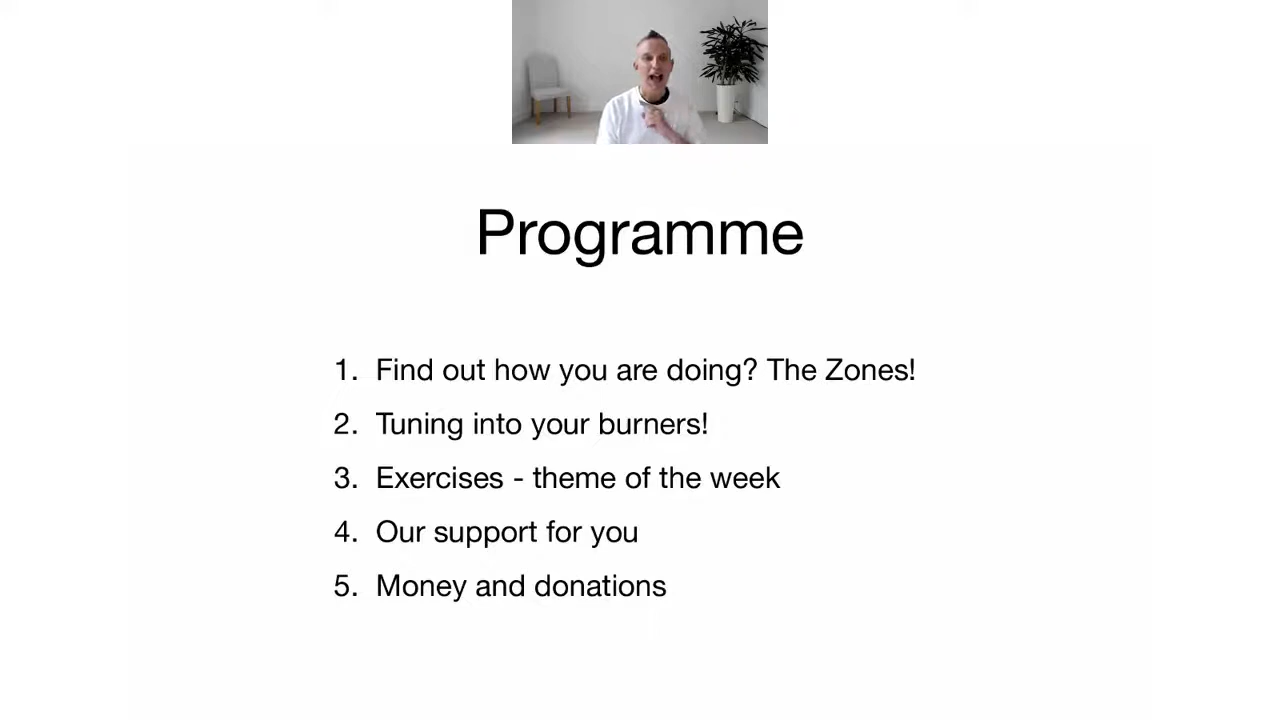 Programme
1. Find out how you are doing? The Zones!
2. Tuning into your burners!
3. Exercises - theme of the week
4. Our support for you
5. Money and donations